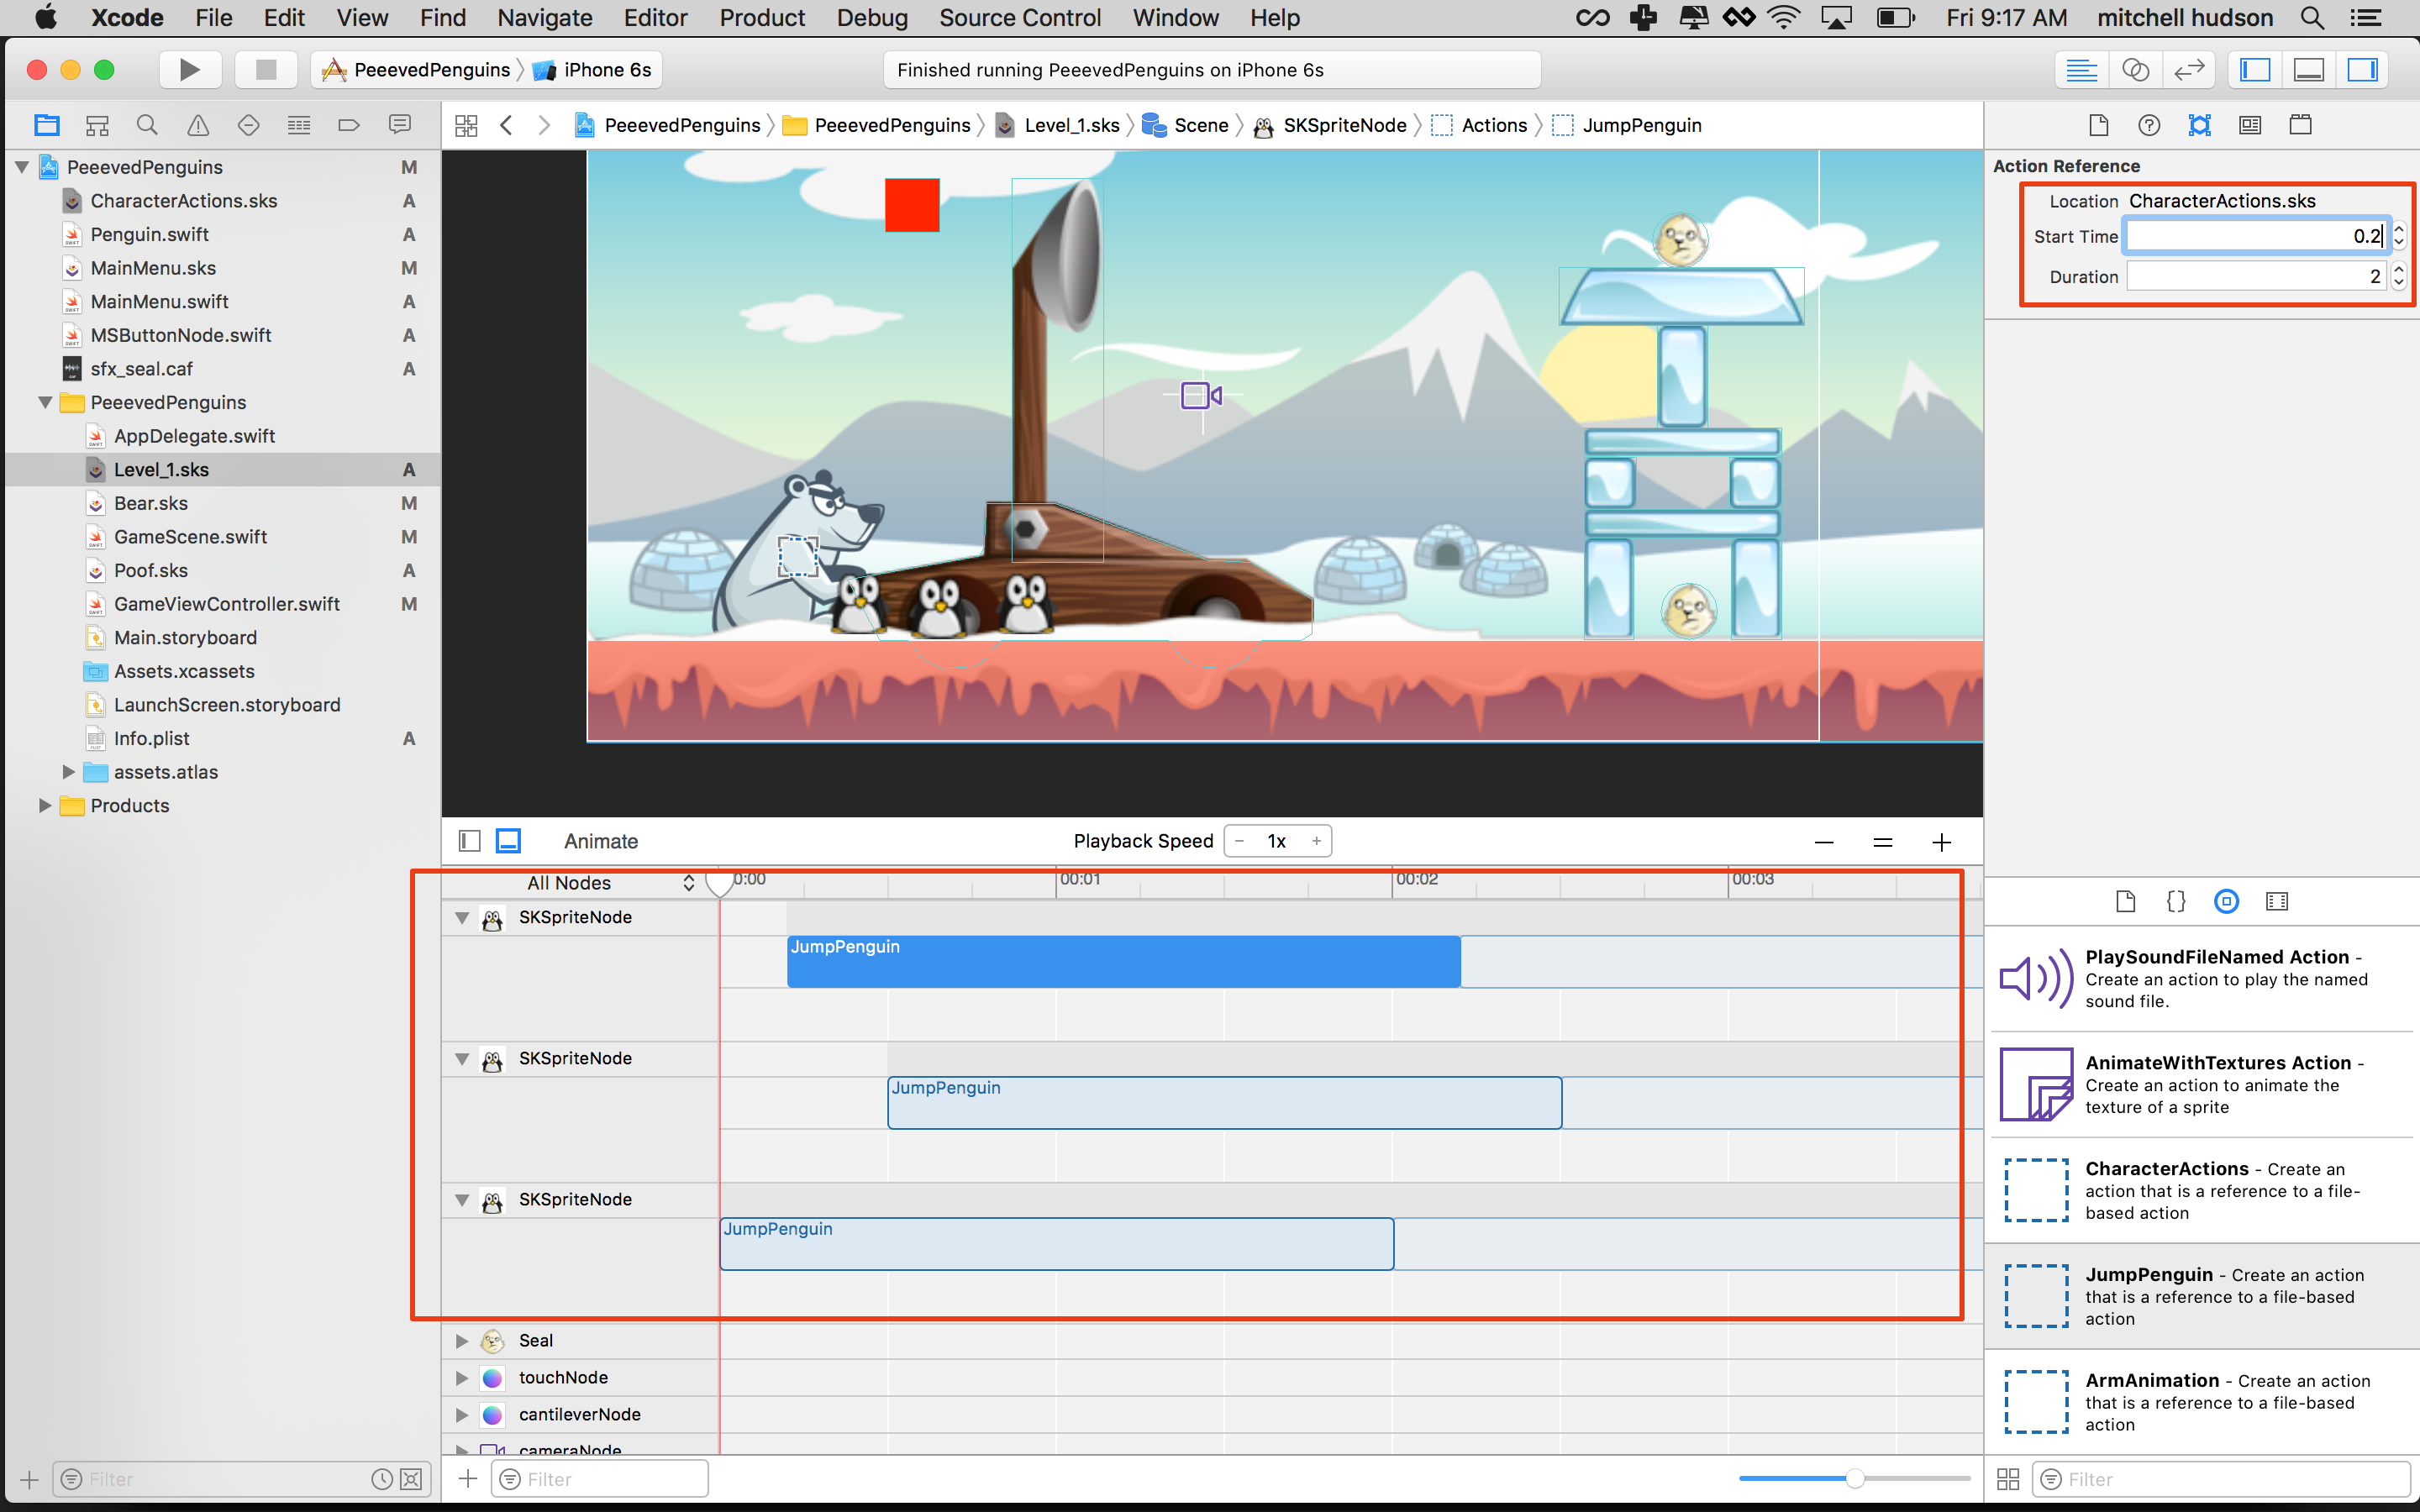 Xcode File Edit View Find Navigate Editor Product Debug Source Control Window Help Fri 9:17 AM mitchell hudson
PeeevedPenguins iPhone 6s Finished running PeeevedPenguins on iPhone 6s
PeeevedPenguins PeeevedPenguins Level_1.sks Scene SKSpriteNode Actions JumpPenguin
PeeevedPenguins M
CharacterActions.sks A
Penguin.swift A
MainMenu.sks M
MainMenu.swift A
MSButtonNode.swift A
sfx_seal.caf A
PeeevedPenguins
AppDelegate.swift
Level_1.sks A
Bear.sks M
GameScene.swift M
Poof.sks A
GameViewController.swift M
Main.storyboard
Assets.xcassets
LaunchScreen.storyboard
Info.plist A
assets.atlas
Products
Filter
Action Reference
Location CharacterActions.sks
Start Time 0.2
Duration 2
Animate Playback Speed − 1x +
All Nodes 0:00 00:01 00:02 00:03
SKSpriteNode
JumpPenguin
SKSpriteNode
JumpPenguin
SKSpriteNode
JumpPenguin
Seal
touchNode
cantileverNode
cameraNode
Filter
PlaySoundFileNamed Action -
Create an action to play the named
sound file.
AnimateWithTextures Action -
Create an action to animate the
texture of a sprite
CharacterActions - Create an
action that is a reference to a file-
based action
JumpPenguin - Create an action
that is a reference to a file-based
action
ArmAnimation - Create an action
that is a reference to a file-based
action
Filter